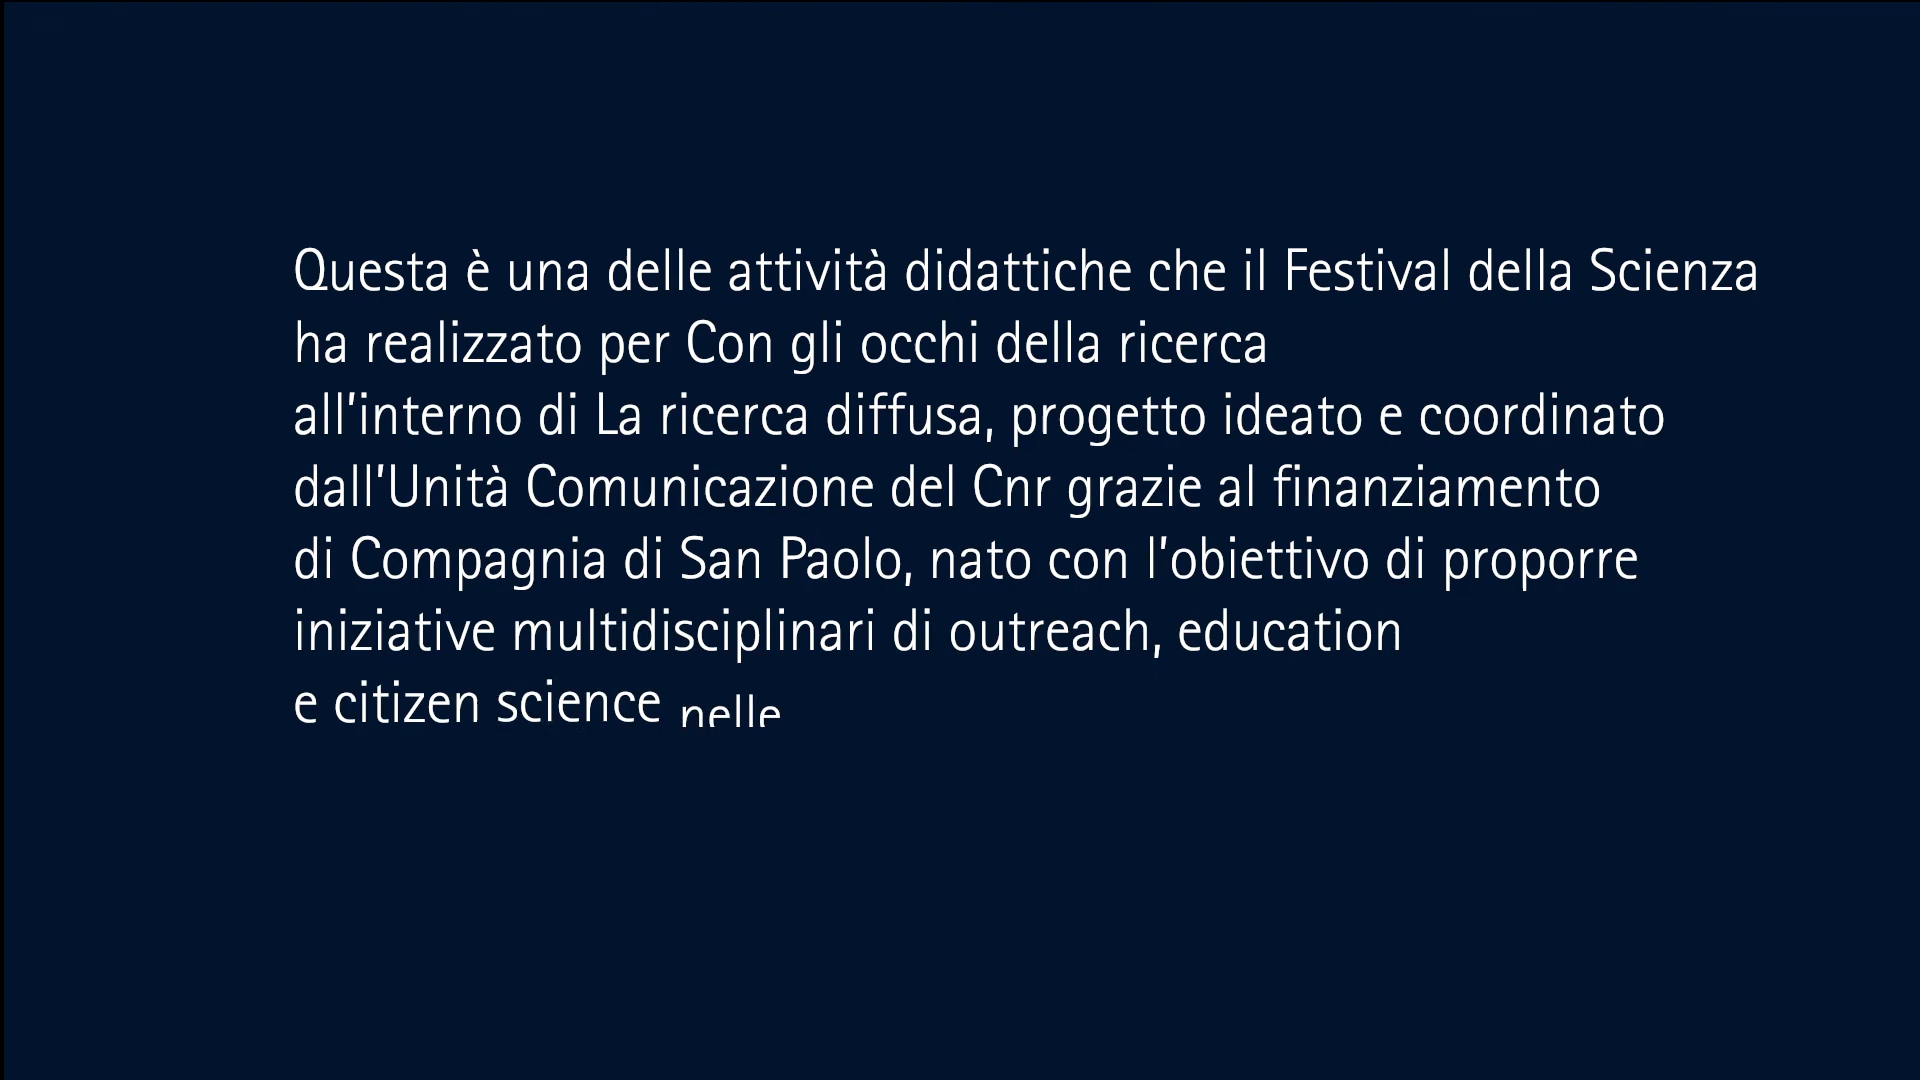 Questa è una delle attività didattiche che il Festival della Scienza
ha realizzato per Con gli occhi della ricerca
all’interno di La ricerca diffusa, progetto ideato e coordinato
dall’Unità Comunicazione del Cnr grazie al finanziamento
di Compagnia di San Paolo, nato con l’obiettivo di proporre
iniziative multidisciplinari di outreach, education
e citizen science nelle